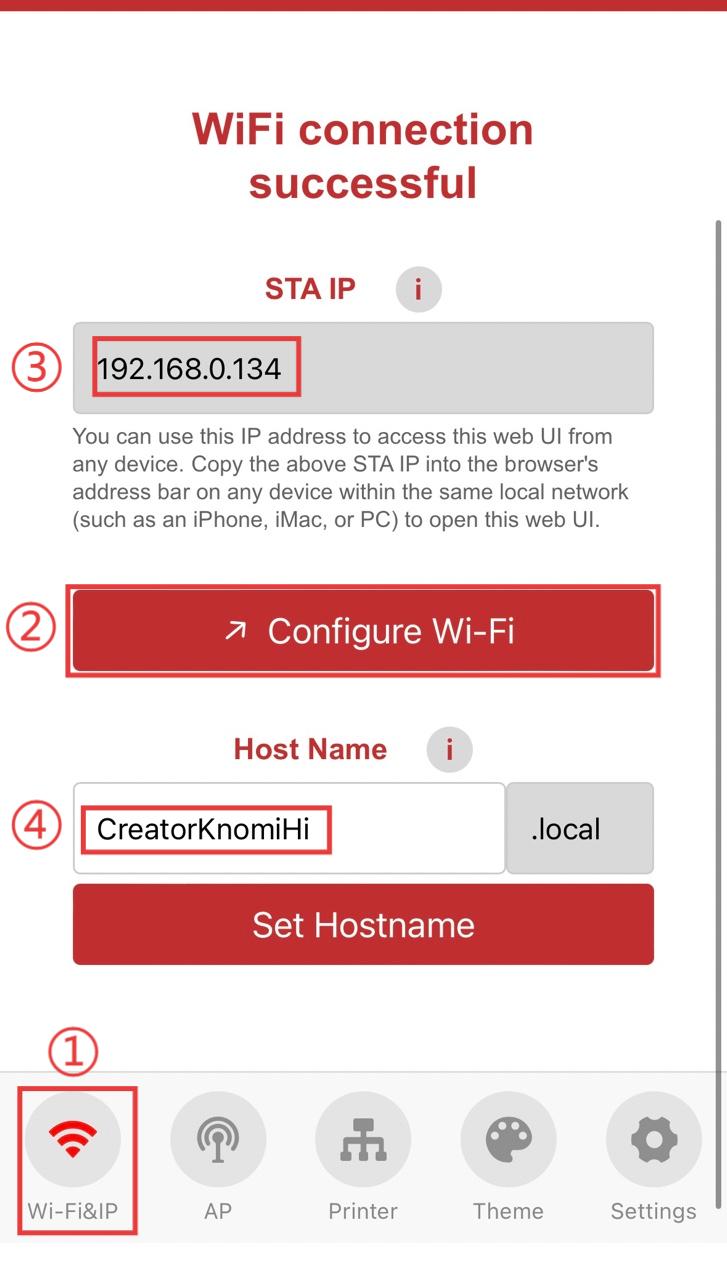 WiFi connection
successful
STA IP i
③ 192.168.0.134
You can use this IP address to access this web UI from
any device. Copy the above STA IP into the browser's
address bar on any device within the same local network
(such as an iPhone, iMac, or PC) to open this web UI.
② Configure Wi-Fi
Host Name i
④ CreatorKnomiHi .local
Set Hostname
①
Wi-Fi&IP AP Printer Theme Settings